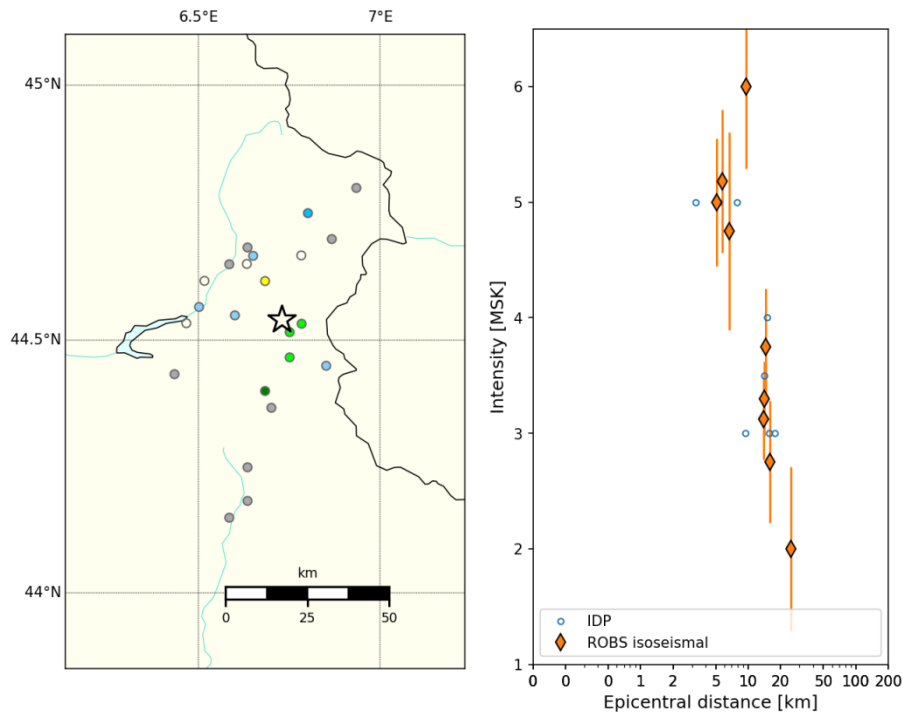 6.5°E
7°E
45°N
44.5°N
44°N
km
0
25
50
Intensity [MSK]
6
5
4
3
2
1
IDP
ROBS isoseismal
0
0
0
1
2
5
10
20
50
100
200
Epicentral distance [km]